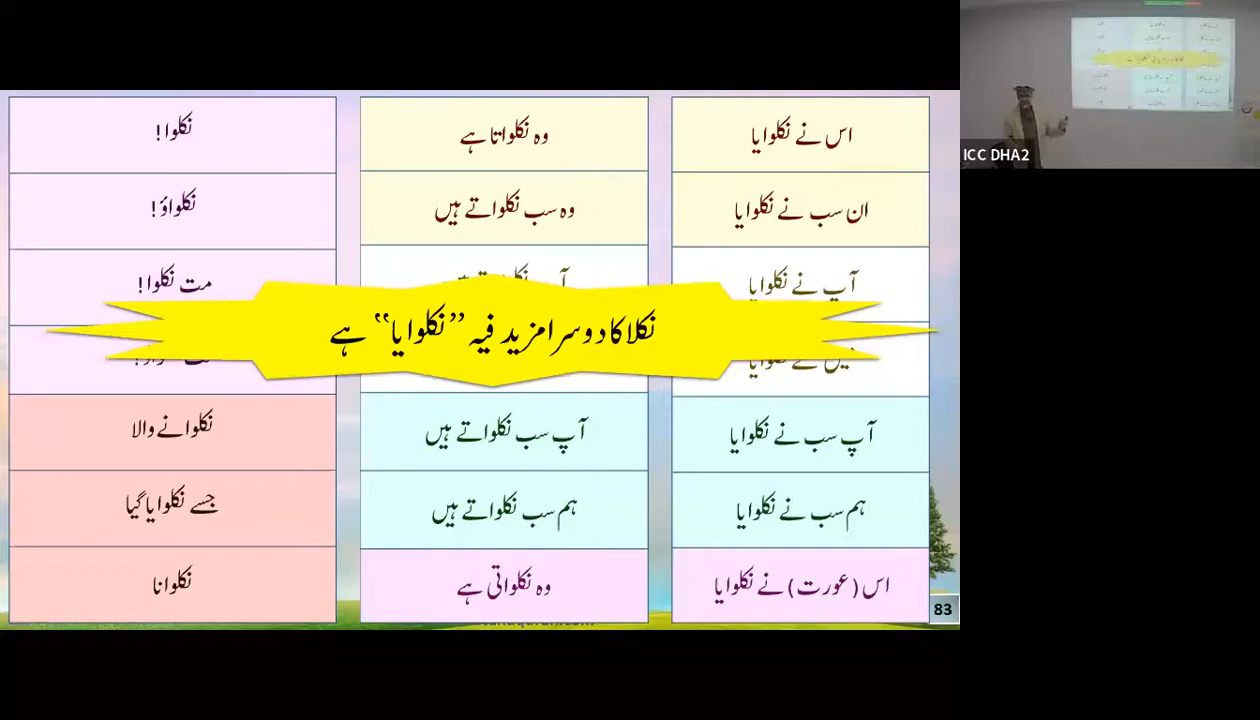 اس نے نکلوایا
ان سب نے نکلوایا
آپ نے نکلوایا
نے نکلوایا
آپ سب نے نکلوایا
ہم سب نے نکلوایا
اس (عورت) نے نکلوایا
وہ نکلواتا ہے
وہ سب نکلواتے ہیں
آپ سب نکلواتے ہیں
ہم سب نکلواتے ہیں
وہ نکلواتی ہے
نکلوا!
نکلواؤ!
مت نکلوا!
نکلوانے والا
جسے نکلوایا گیا
نکلوانا
نکلا کا دوسرا مزید فیہ ”نکلوایا“ ہے
83
ICC DHA2